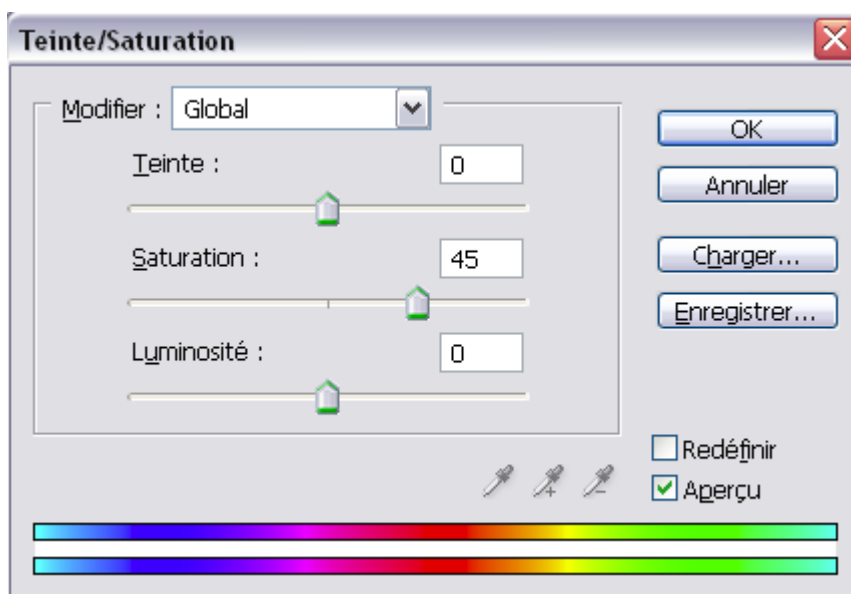 Teinte/Saturation
Modifier : Global
OK
Teinte : 0
Annuler
Saturation : 45
Charger...
Enregistrer...
Luminosité : 0
Redéfinir
Aperçu